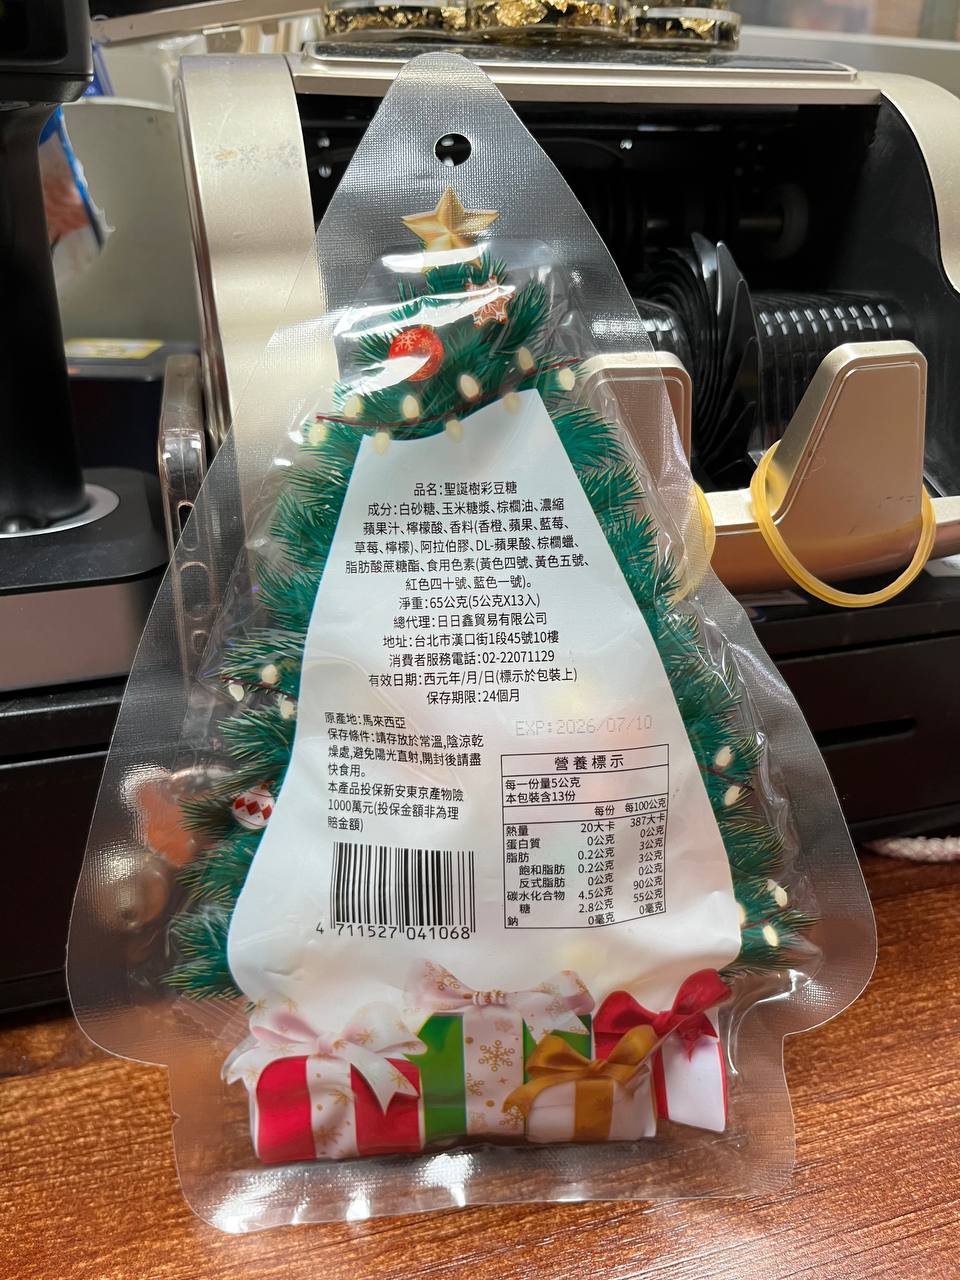 品名:聖誕樹彩豆糖
成分:白砂糖、玉米糖漿、棕櫚油、濃縮
蘋果汁、檸檬酸、香料(香橙、蘋果、藍莓、
草莓、檸檬)、阿拉伯膠、DL-蘋果酸、棕櫚蠟、
脂肪酸蔗糖酯、食用色素(黃色四號、黃色五號、
紅色四十號、藍色一號)。
淨重:65公克(5公克X13入)
總代理:日日鑫貿易有限公司
地址:台北市漢口街1段45號10樓
消費者服務電話:02-22071129
有效日期:西元年/月/日(標示於包裝上)
保存期限:24個月
原產地:馬來西亞
保存條件:請存放於常溫,陰涼乾
燥處,避免陽光直射,開封後請盡
快食用。
本產品投保新安東京產物險
1000萬元(投保金額非為理
賠金額)
4 711527 041068
EXP:2026/07/10
營養標示
每一份量5公克
本包裝含13份
每份 每100公克
熱量 20大卡 387大卡
蛋白質 0公克 0公克
脂肪 0.2公克 3公克
飽和脂肪 0.2公克 3公克
反式脂肪 0公克 0公克
碳水化合物 4.5公克 90公克
糖 2.8公克 55公克
鈉 0毫克 0毫克